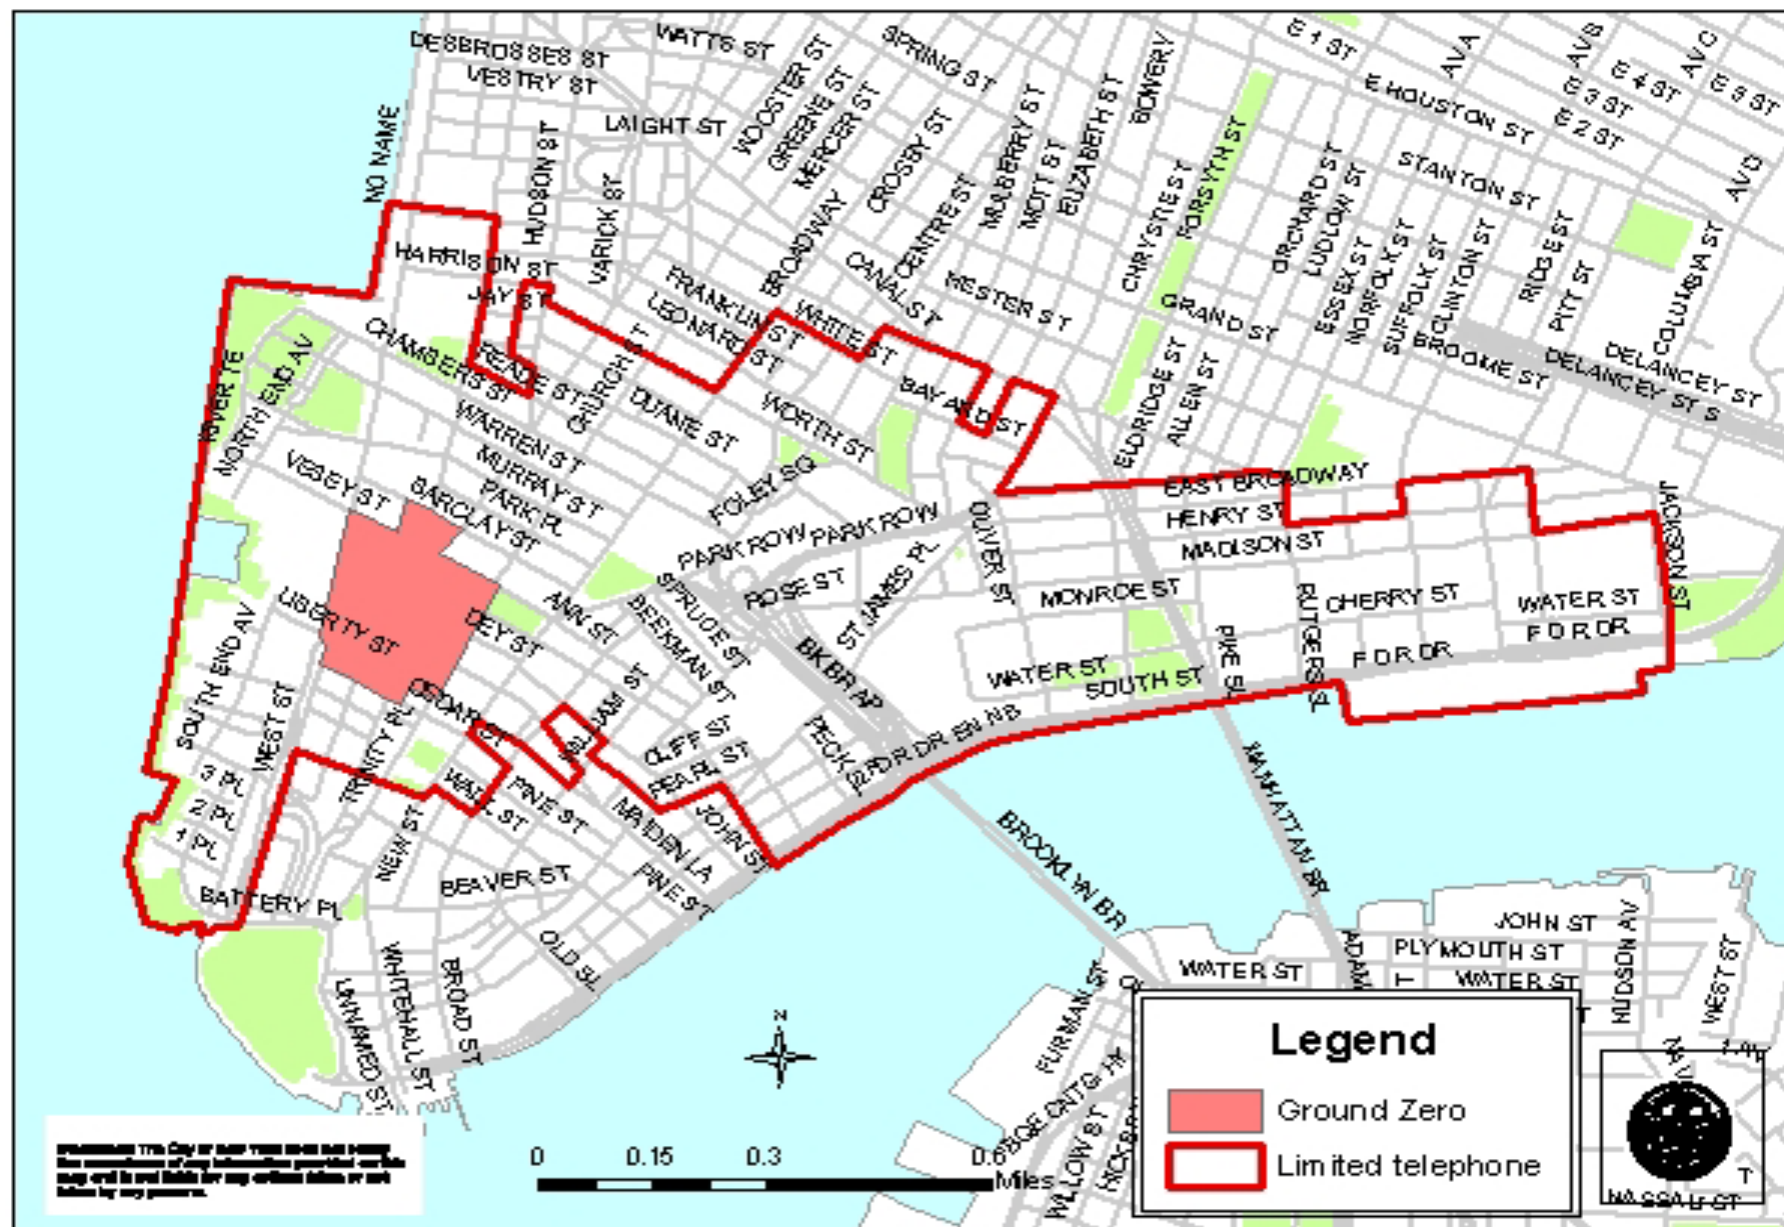 DESBROSSES ST
WATTS ST
SPRING ST
E 1 ST
AV A
AV B
AV C
VESTRY ST
WOOSTER ST
GREENE ST
MERCER ST
MULBERRY ST
MOTT ST
ELIZABETH ST
BOWERY
E HOUSTON ST
E 3 ST
E 4 ST
E 5 ST
E 2 ST
NO NAME
HUDSON ST
LAIGHT ST
CROSBY ST
FORSYTH ST
STANTON ST
AV D
VARICK ST
BROADWAY
CENTRE ST
CHRYSTIE ST
ORCHARD ST
LUDLOW ST
ESSEX ST
NORFOLK ST
SUFFOLK ST
CLINTON ST
RIDGE ST
PITT ST
COLUMBIA ST
HARRISON ST
JAY ST
FRANKLIN ST
LEONARD ST
WHITE ST
CANAL ST
HESTER ST
GRAND ST
BROOME ST
DELANCEY ST
DELANCEY ST S
CHAMBERS ST
READE ST
CHURCH ST
DUANE ST
WORTH ST
BAYARD ST
ELDRIDGE ST
ALLEN ST
NORTH END AV
WARREN ST
MURRAY ST
PARK PL
BARCLAY ST
VESEY ST
FOLEY SQ
PARK ROW
PARK ROW
OLIVER ST
EAST BROADWAY
HENRY ST
MADISON ST
JACKSON ST
MONROE ST
RUTGERS SL
CHERRY ST
WATER ST
F D R DR
F D R DR
ROSE ST
ST JAMES PL
SPRUCE ST
BEEKMAN ST
ANN ST
DEY ST
LIBERTY ST
SOUTH END AV
WEST ST
CEDAR ST
TRINITY PL
WILLIAM ST
CLIFF ST
PEARL ST
PECK SL
WATER ST
SOUTH ST
PIKE SL
F D R DR EN NB
3 PL
2 PL
1 PL
WALL ST
PINE ST
MAIDEN LA
JOHN ST
NEW ST
BATTERY PL
BEAVER ST
PINE ST
OLD SL
WHITEHALL ST
BROAD ST
UNNAMED ST
BROOKLYN BR
MANHATTAN BR
JOHN ST
PLYMOUTH ST
WATER ST
WATER ST
HUDSON AV
WEST ST
FURMAN ST
WILLOW ST
NASSAU ST
N
0 0.15 0.3 0.6
Miles
Legend
Ground Zero
Limited telephone